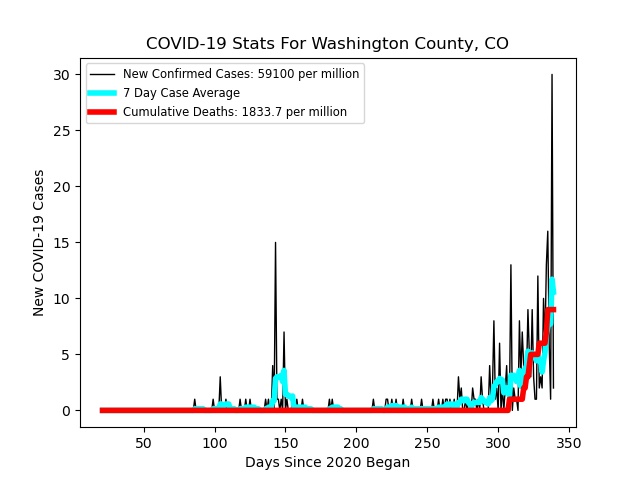 COVID-19 Stats For Washington County, CO
New Confirmed Cases: 59100 per million
7 Day Case Average
Cumulative Deaths: 1833.7 per million
New COVID-19 Cases
30
25
20
15
10
5
0
50 100 150 200 250 300 350
Days Since 2020 Began